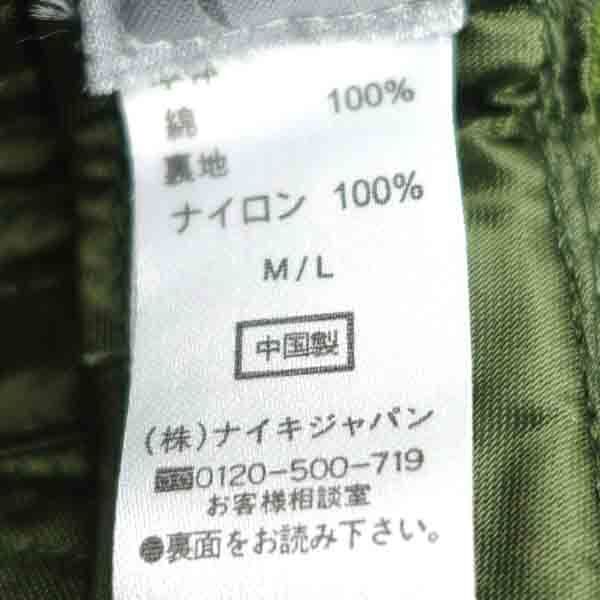 綿 100%
裏地
ナイロン 100%
M/L
中国製
(株)ナイキジャパン
0120-500-719
お客様相談室
●裏面をお読み下さい。